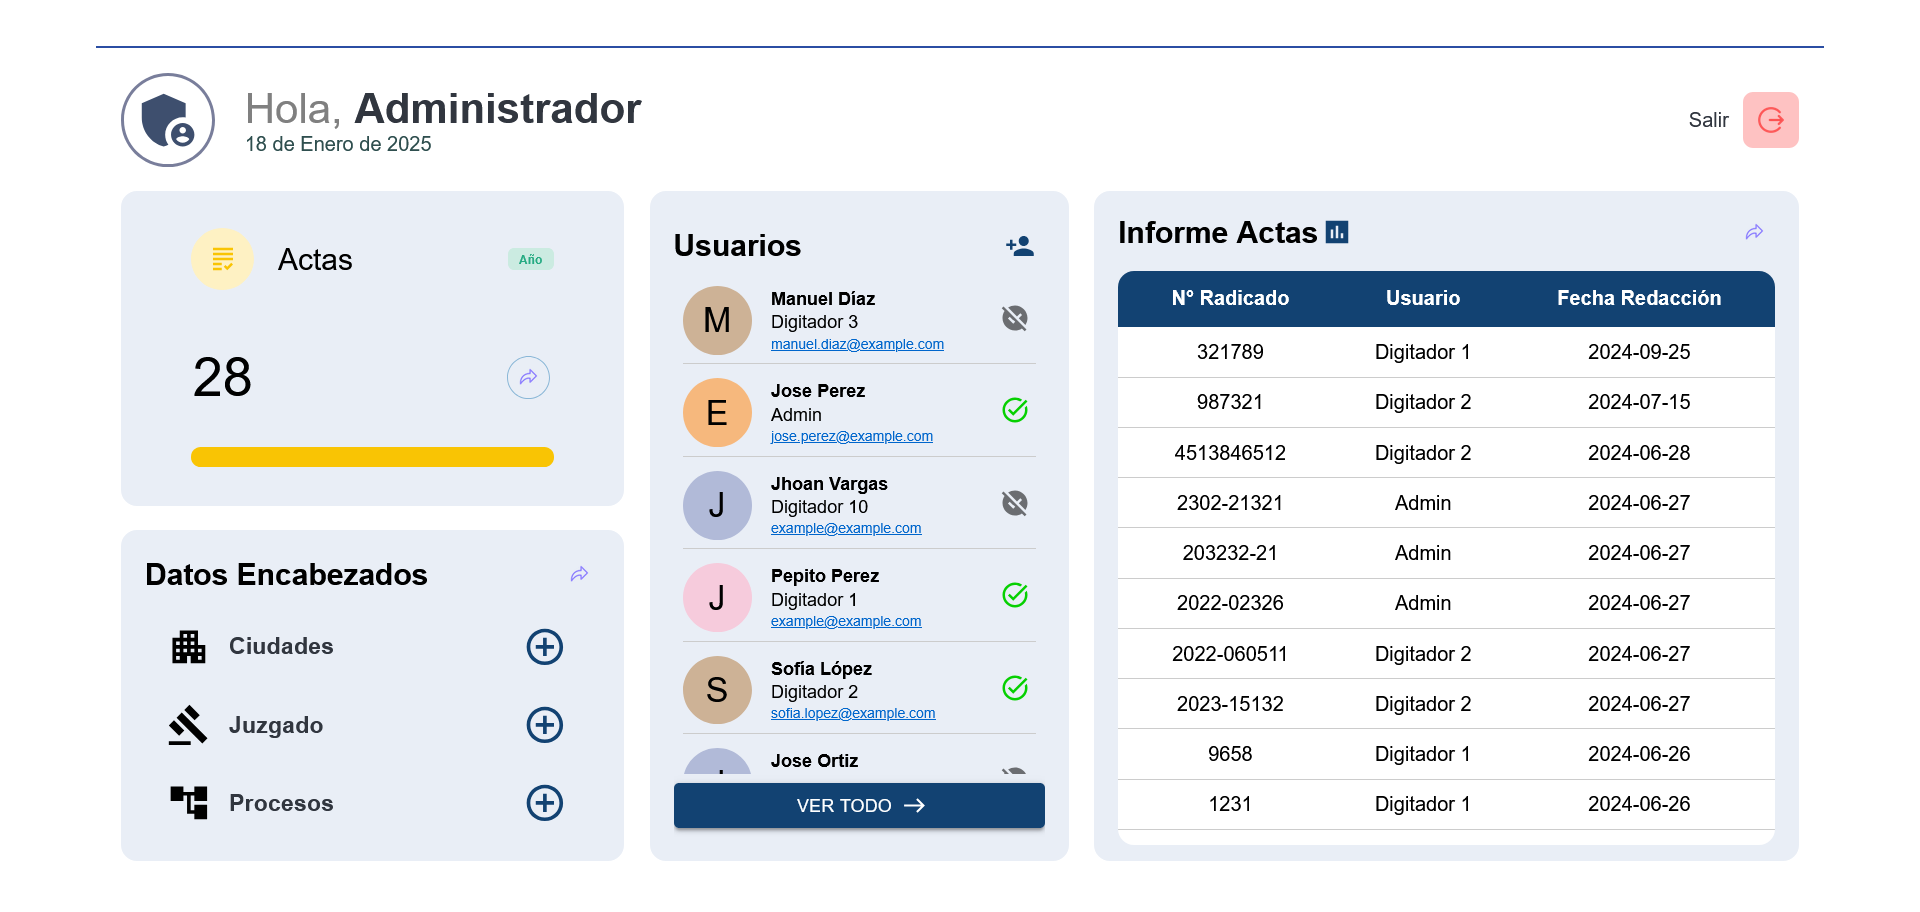 Hola, Administrador
18 de Enero de 2025
Salir
Actas
Año
28
Datos Encabezados
Ciudades
Juzgado
Procesos
Usuarios
M
Manuel Díaz
Digitador 3
manuel.diaz@example.com
E
Jose Perez
Admin
jose.perez@example.com
J
Jhoan Vargas
Digitador 10
example@example.com
J
Pepito Perez
Digitador 1
example@example.com
S
Sofía López
Digitador 2
sofia.lopez@example.com
Jose Ortiz
VER TODO
Informe Actas
Nº Radicado Usuario Fecha Redacción
321789 Digitador 1 2024-09-25
987321 Digitador 2 2024-07-15
4513846512 Digitador 2 2024-06-28
2302-21321 Admin 2024-06-27
203232-21 Admin 2024-06-27
2022-02326 Admin 2024-06-27
2022-060511 Digitador 2 2024-06-27
2023-15132 Digitador 2 2024-06-27
9658 Digitador 1 2024-06-26
1231 Digitador 1 2024-06-26